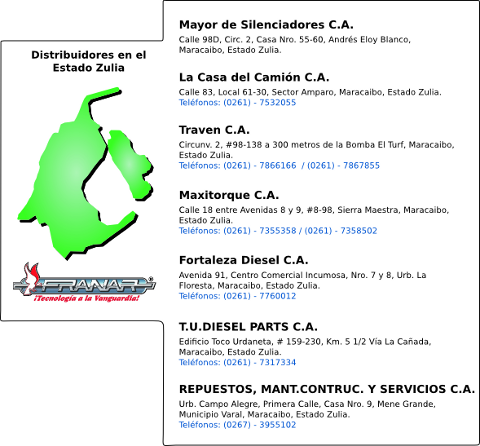 Distribuidores en el
Estado Zulia
FRANAR
¡Tecnología a la Vanguardia!
Mayor de Silenciadores C.A.
Calle 98D, Circ. 2, Casa Nro. 55-60, Andrés Eloy Blanco,
Maracaibo, Estado Zulia.
La Casa del Camión C.A.
Calle 83, Local 61-30, Sector Amparo, Maracaibo, Estado Zulia.
Teléfonos: (0261) - 7532055
Traven C.A.
Circunv. 2, #98-138 a 300 metros de la Bomba El Turf, Maracaibo,
Estado Zulia.
Teléfonos: (0261) - 7866166 / (0261) - 7867855
Maxitorque C.A.
Calle 18 entre Avenidas 8 y 9, #8-98, Sierra Maestra, Maracaibo,
Estado Zulia.
Teléfonos: (0261) - 7355358 / (0261) - 7358502
Fortaleza Diesel C.A.
Avenida 91, Centro Comercial Incumosa, Nro. 7 y 8, Urb. La
Floresta, Maracaibo, Estado Zulia.
Teléfonos: (0261) - 7760012
T.U.DIESEL PARTS C.A.
Edificio Toco Urdaneta, # 159-230, Km. 5 1/2 Vía La Cañada,
Maracaibo, Estado Zulia.
Teléfonos: (0261) - 7317334
REPUESTOS, MANT.CONTRUC. Y SERVICIOS C.A.
Urb. Campo Alegre, Primera Calle, Casa Nro. 9, Mene Grande,
Municipio Varal, Maracaibo, Estado Zulia.
Teléfonos: (0267) - 3955102